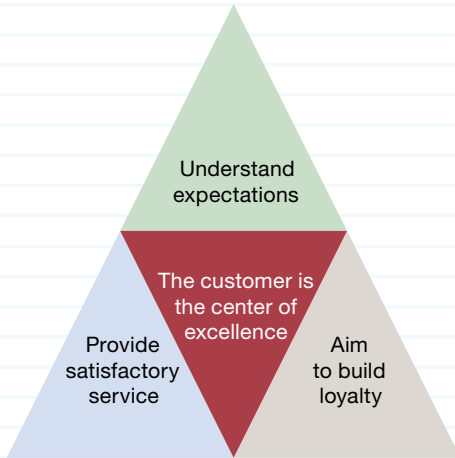 Understand
expectations
The customer is
the center of
excellence
Provide
satisfactory
service
Aim
to build
loyalty